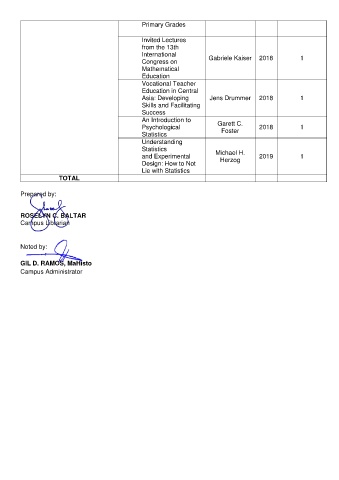 Primary Grades
Invited Lectures
from the 13th
International
Congress on
Mathematical
Education
Gabriele Kaiser
2018
1
Vocational Teacher
Education in Central
Asia: Developing
Skills and Facilitating
Success
Jens Drummer
2018
1
An Introduction to
Psychological
Statistics
Garett C.
Foster
2018
1
Understanding
Statistics
and Experimental
Design: How to Not
Lie with Statistics
Michael H.
Herzog
2019
1
TOTAL
Prepared by:
ROSELYN C. BALTAR
Campus Librarian
Noted by:
GIL D. RAMOS, MaHisto
Campus Administrator